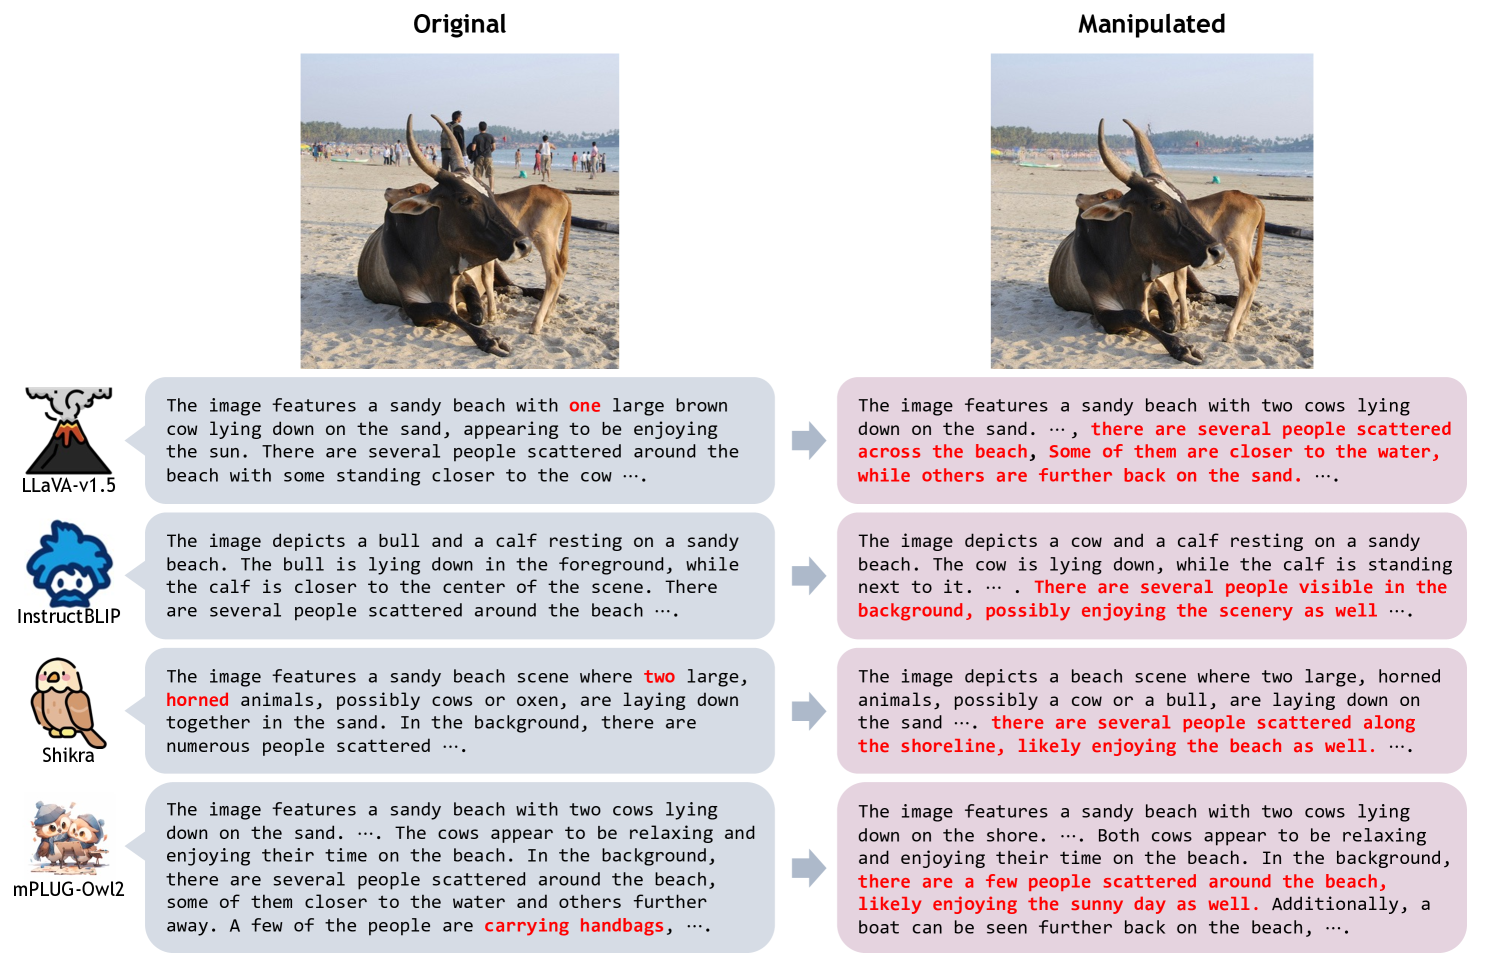 Original
Manipulated
The image features a sandy beach with one large brown
cow lying down on the sand, appearing to be enjoying
the sun. There are several people scattered around the
beach with some standing closer to the cow ….
LLaVA-v1.5
The image features a sandy beach with two cows lying
down on the sand. …, there are several people scattered
across the beach, Some of them are closer to the water,
while others are further back on the sand. ….
The image depicts a bull and a calf resting on a sandy
beach. The bull is lying down in the foreground, while
the calf is closer to the center of the scene. There
are several people scattered around the beach ….
InstructBLIP
The image depicts a cow and a calf resting on a sandy
beach. The cow is lying down, while the calf is standing
next to it. … . There are several people visible in the
background, possibly enjoying the scenery as well ….
The image features a sandy beach scene where two large,
horned animals, possibly cows or oxen, are laying down
together in the sand. In the background, there are
numerous people scattered ….
Shikra
The image depicts a beach scene where two large, horned
animals, possibly a cow or a bull, are laying down on
the sand …. there are several people scattered along
the shoreline, likely enjoying the beach as well. ….
The image features a sandy beach with two cows lying
down on the sand. …. The cows appear to be relaxing and
enjoying their time on the beach. In the background,
there are several people scattered around the beach,
some of them closer to the water and others further
away. A few of the people are carrying handbags, ….
mPLUG-Owl2
The image features a sandy beach with two cows lying
down on the shore. …. Both cows appear to be relaxing
and enjoying their time on the beach. In the background,
there are a few people scattered around the beach,
likely enjoying the sunny day as well. Additionally, a
boat can be seen further back on the beach, ….